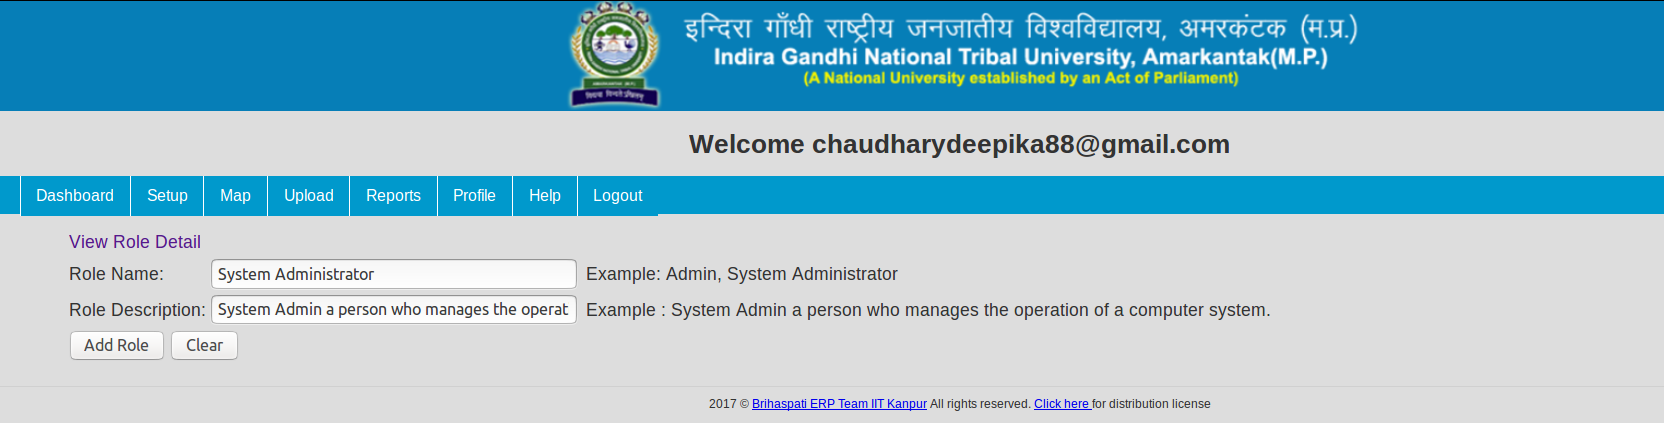 इन्दिरा गाँधी राष्ट्रीय जनजातीय विश्वविद्यालय, अमरकंटक (म.प्र.)
Indira Gandhi National Tribal University, Amarkantak(M.P.)
(A National University established by an Act of Parliament)
Welcome chaudharydeepika88@gmail.com
Dashboard Setup Map Upload Reports Profile Help Logout
View Role Detail
Role Name: System Administrator Example: Admin, System Administrator
Role Description: System Admin a person who manages the operat Example : System Admin a person who manages the operation of a computer system.
Add Role Clear
2017 © Brihaspati ERP Team IIT Kanpur All rights reserved. Click here for distribution license